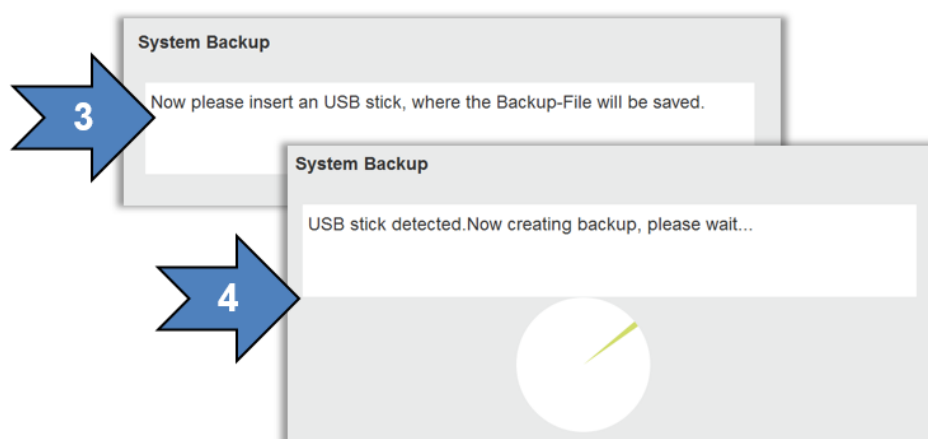 System Backup
3
Now please insert an USB stick, where the Backup-File will be saved.
System Backup
USB stick detected.Now creating backup, please wait...
4